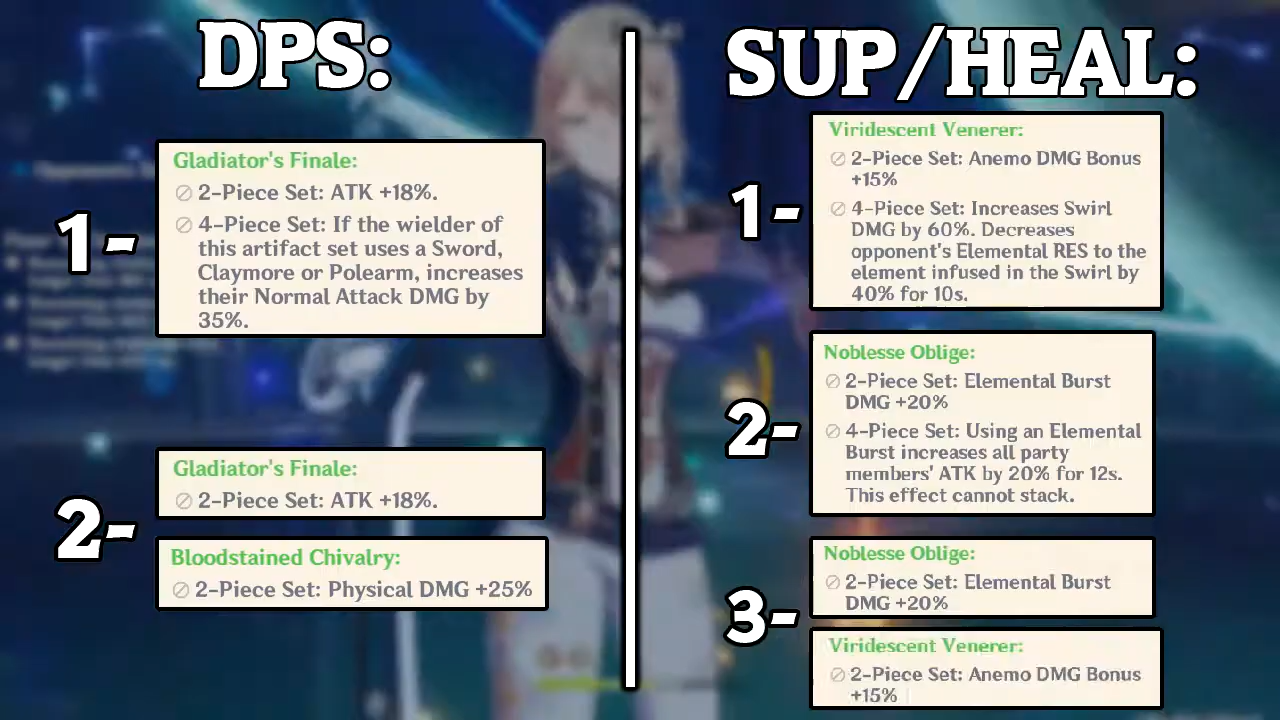 DPS:
1-
Gladiator's Finale:
2-Piece Set: ATK +18%.
4-Piece Set: If the wielder of
this artifact set uses a Sword,
Claymore or Polearm, increases
their Normal Attack DMG by
35%.
2-
Gladiator's Finale:
2-Piece Set: ATK +18%.
Bloodstained Chivalry:
2-Piece Set: Physical DMG +25%
SUP/HEAL:
1-
Viridescent Venerer:
2-Piece Set: Anemo DMG Bonus
+15%
4-Piece Set: Increases Swirl
DMG by 60%. Decreases
opponent's Elemental RES to the
element infused in the Swirl by
40% for 10s.
2-
Noblesse Oblige:
2-Piece Set: Elemental Burst
DMG +20%
4-Piece Set: Using an Elemental
Burst increases all party
members' ATK by 20% for 12s.
This effect cannot stack.
3-
Noblesse Oblige:
2-Piece Set: Elemental Burst
DMG +20%
Viridescent Venerer:
2-Piece Set: Anemo DMG Bonus
+15%